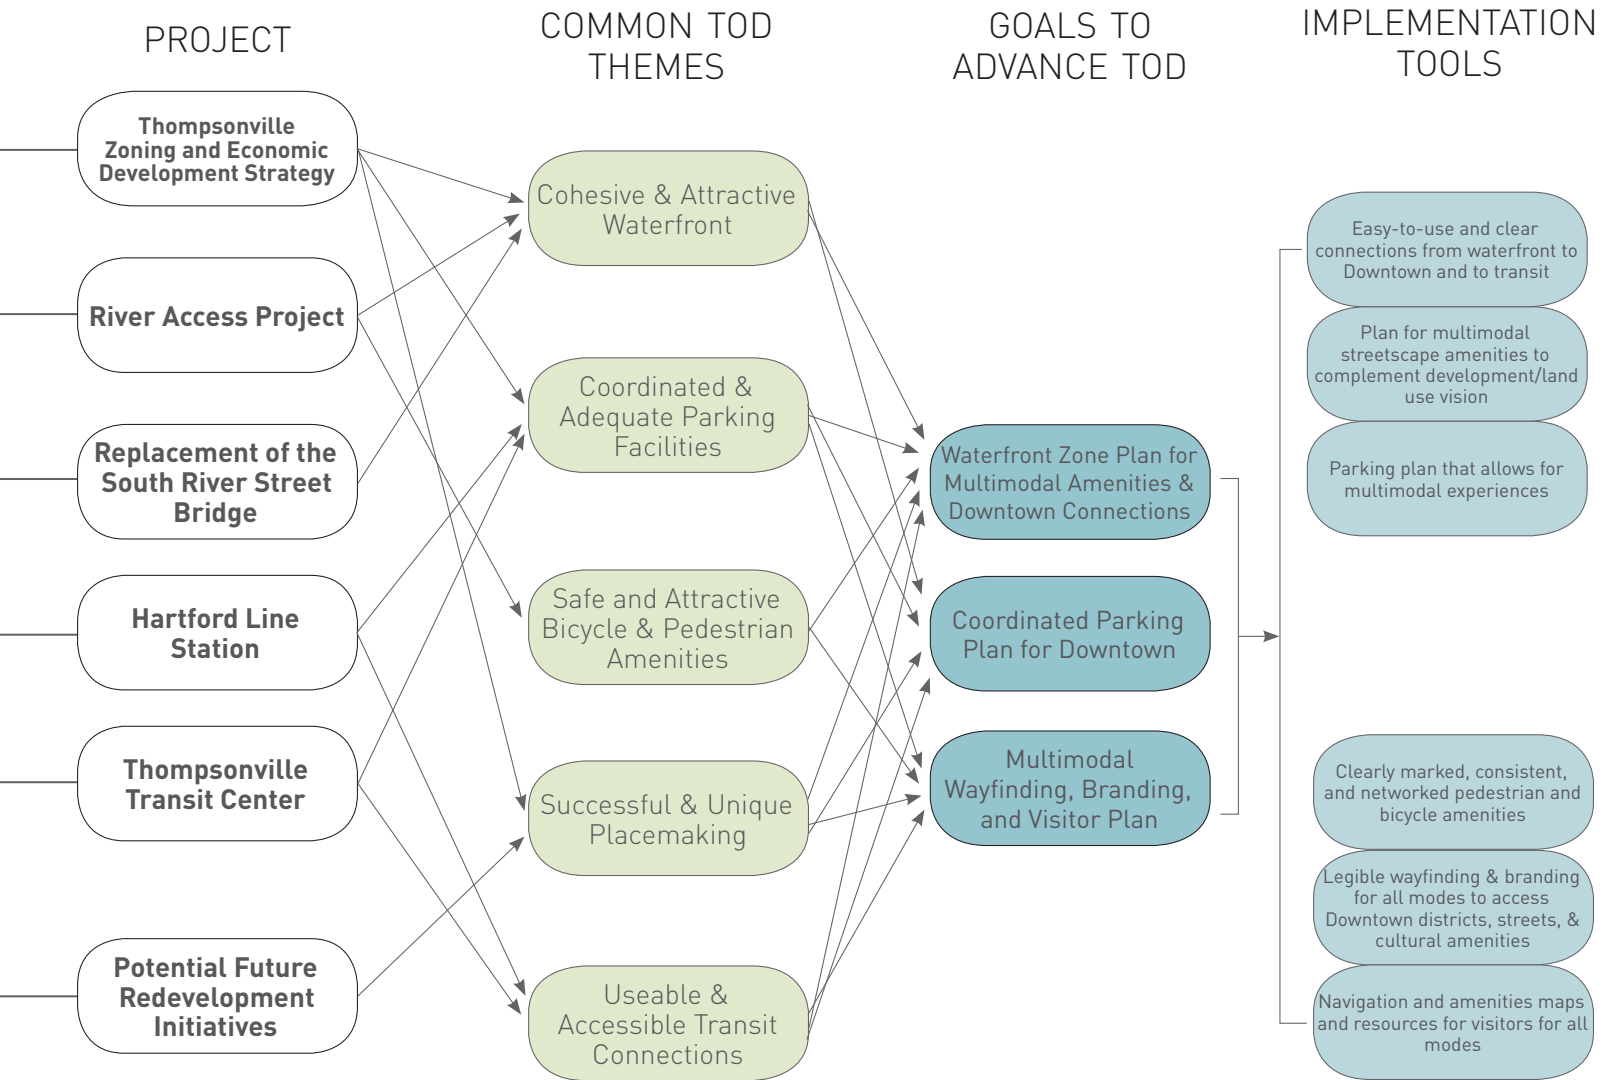 PROJECT
COMMON TOD
THEMES
GOALS TO
ADVANCE TOD
IMPLEMENTATION
TOOLS
Thompsonville
Zoning and Economic
Development Strategy
River Access Project
Replacement of the
South River Street
Bridge
Hartford Line
Station
Thompsonville
Transit Center
Potential Future
Redevelopment
Initiatives
Cohesive & Attractive
Waterfront
Coordinated &
Adequate Parking
Facilities
Safe and Attractive
Bicycle & Pedestrian
Amenities
Successful & Unique
Placemaking
Useable &
Accessible Transit
Connections
Waterfront Zone Plan for
Multimodal Amenities &
Downtown Connections
Coordinated Parking
Plan for Downtown
Multimodal
Wayfinding, Branding,
and Visitor Plan
Easy-to-use and clear
connections from waterfront to
Downtown and to transit
Plan for multimodal
streetscape amenities to
complement development/land
use vision
Parking plan that allows for
multimodal experiences
Clearly marked, consistent,
and networked pedestrian and
bicycle amenities
Legible wayfinding & branding
for all modes to access
Downtown districts, streets, &
cultural amenities
Navigation and amenities maps
and resources for visitors for all
modes